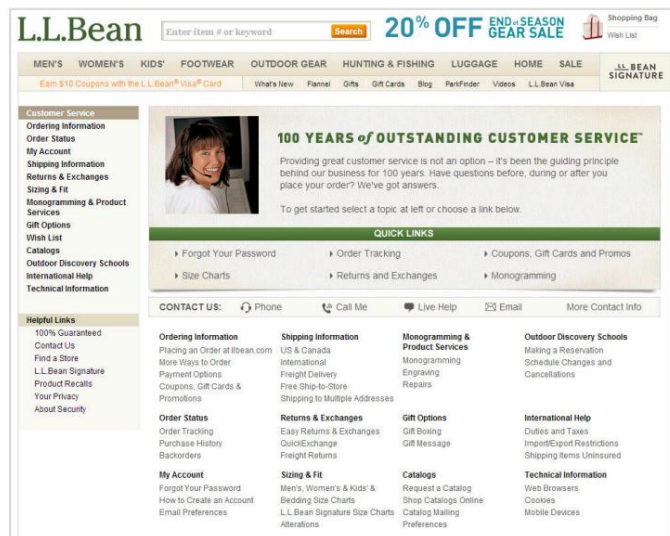 L.L.Bean
Enter item # or keyword
Search
20% OFF END of SEASON GEAR SALE
Shopping Bag
Wish List
MEN'S WOMEN'S KIDS' FOOTWEAR OUTDOOR GEAR HUNTING & FISHING LUGGAGE HOME SALE
L.L. BEAN SIGNATURE
Earn $10 Coupons with the L.L.Bean® Visa® Card
What's New Flannel Gifts Gift Cards Blog ParkFinder Videos L.L.Bean Visa
Customer Service
Ordering Information
Order Status
My Account
Shipping Information
Returns & Exchanges
Sizing & Fit
Monogramming & Product
Services
Gift Options
Wish List
Catalogs
Outdoor Discovery Schools
International Help
Technical Information
Helpful Links
100% Guaranteed
Contact Us
Find a Store
L.L.Bean Signature
Product Recalls
Your Privacy
About Security
100 YEARS of OUTSTANDING CUSTOMER SERVICE™
Providing great customer service is not an option – it's been the guiding principle
behind our business for 100 years. Have questions before, during or after you
place your order? We've got answers.
To get started select a topic at left or choose a link below.
QUICK LINKS
Forgot Your Password Order Tracking Coupons, Gift Cards and Promos
Size Charts Returns and Exchanges Monogramming
CONTACT US: Phone Call Me Live Help Email More Contact Info
Ordering Information
Placing an Order at llbean.com
More Ways to Order
Payment Options
Coupons, Gift Cards &
Promotions
Shipping Information
US & Canada
International
Freight Delivery
Free Ship-to-Store
Shipping to Multiple Addresses
Monogramming &
Product Services
Monogramming
Engraving
Repairs
Outdoor Discovery Schools
Making a Reservation
Schedule Changes and
Cancellations
Order Status
Order Tracking
Purchase History
Backorders
Returns & Exchanges
Easy Returns & Exchanges
QuickExchange
Freight Returns
Gift Options
Gift Boxing
Gift Message
International Help
Duties and Taxes
Import/Export Restrictions
Shipping Items Uninsured
My Account
Forgot Your Password
How to Create an Account
Email Preferences
Sizing & Fit
Men's, Women's & Kids' &
Bedding Size Charts
L.L.Bean Signature Size Charts
Alterations
Catalogs
Request a Catalog
Shop Catalogs Online
Catalog Mailing
Preferences
Technical Information
Web Browsers
Cookies
Mobile Devices